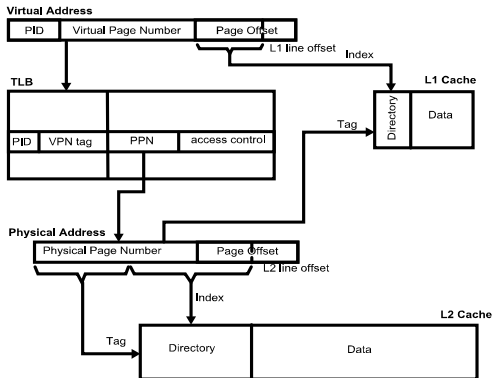 Virtual Address
PID Virtual Page Number Page Offset
L1 line offset
Index
TLB
L1 Cache
Directory
Data
Tag
PID VPN tag PPN access control
Physical Address
Physical Page Number Page Offset
L2 line offset
Index
L2 Cache
Tag
Directory Data